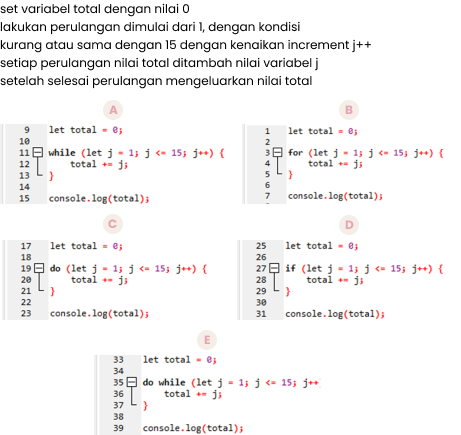 set variabel total dengan nilai 0
lakukan perulangan dimulai dari 1, dengan kondisi
kurang atau sama dengan 15 dengan kenaikan increment j++
setiap perulangan nilai total ditambah nilai variabel j
setelah selesai perulangan mengeluarkan nilai total
A
9 let total = 0;
10
11 while (let j = 1; j <= 15; j++) {
12 total += j;
13 }
14
15 console.log(total);
B
1 let total = 0;
2
3 for (let j = 1; j <= 15; j++) {
4 total += j;
5 }
6
7 console.log(total);
C
17 let total = 0;
18
19 do (let j = 1; j <= 15; j++) {
20 total += j;
21 }
22
23 console.log(total);
D
25 let total = 0;
26
27 if (let j = 1; j <= 15; j++) {
28 total += j;
29 }
30
31 console.log(total);
E
33 let total = 0;
34
35 do while (let j = 1; j <= 15; j++
36 total += j;
37 }
38
39 console.log(total);